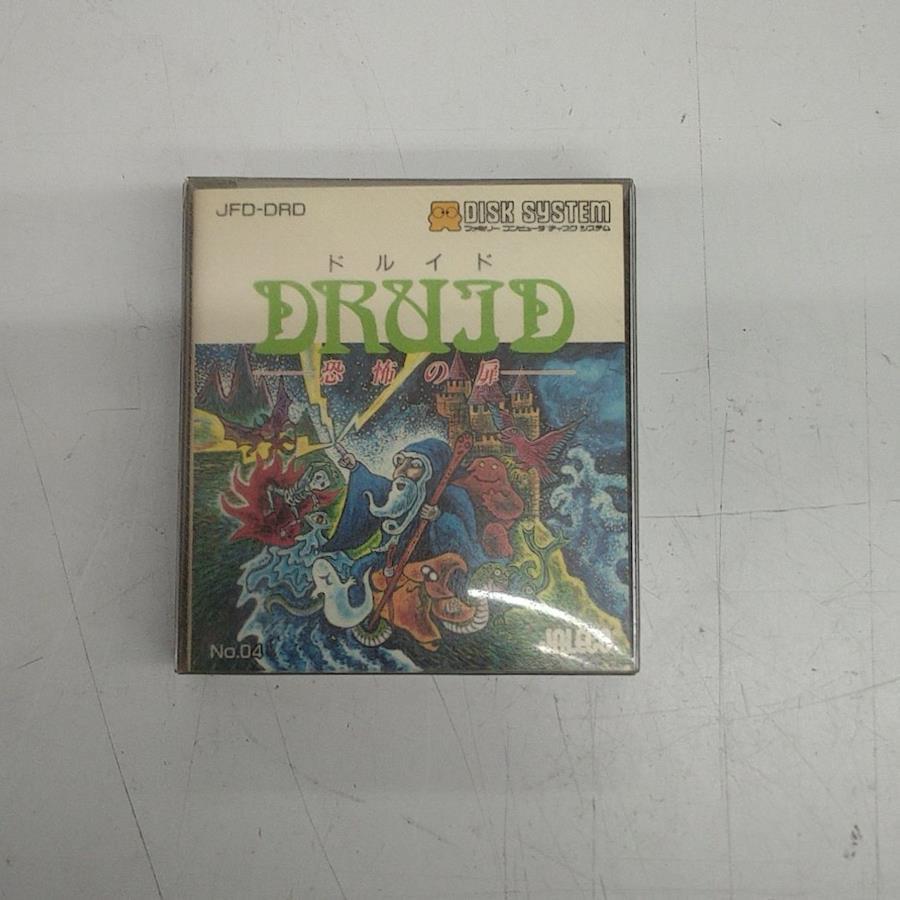 JFD-DRD
DISK SYSTEM
ファミリー コンピュータ ディスク システム
ドルイド
DRUID
恐怖の扉
No.04
JALECO